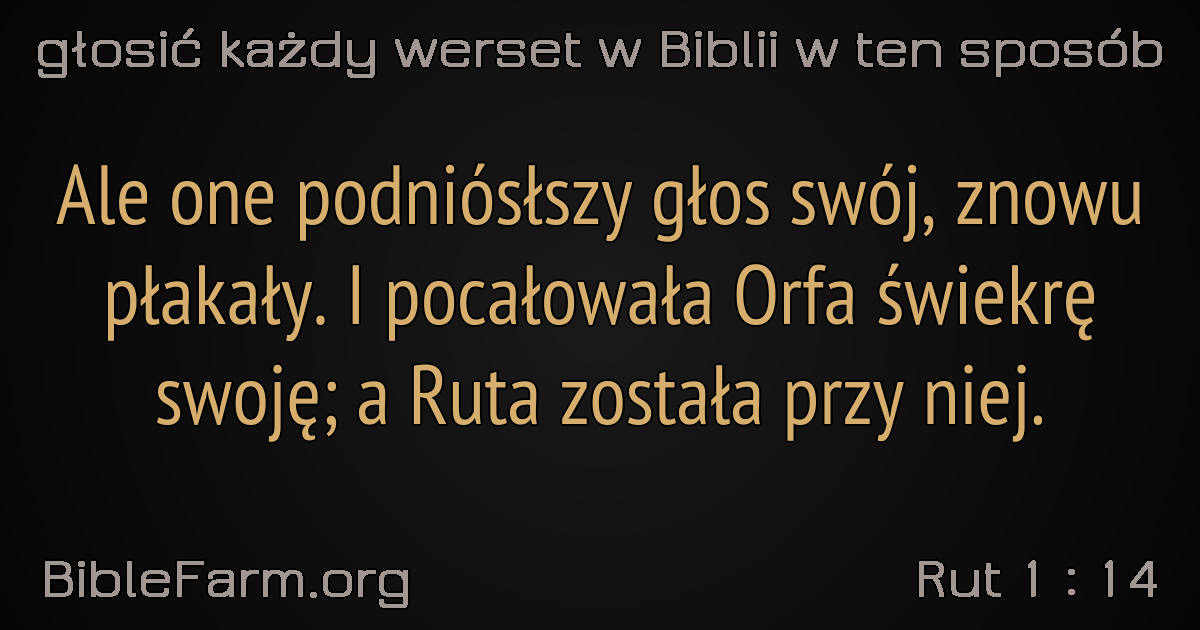 głosić każdy werset w Biblii w ten sposób
Ale one podniósłszy głos swój, znowu
płakały. I pocałowała Orfa świekrę
swoję; a Ruta została przy niej.
BibleFarm.org
Rut 1 : 14